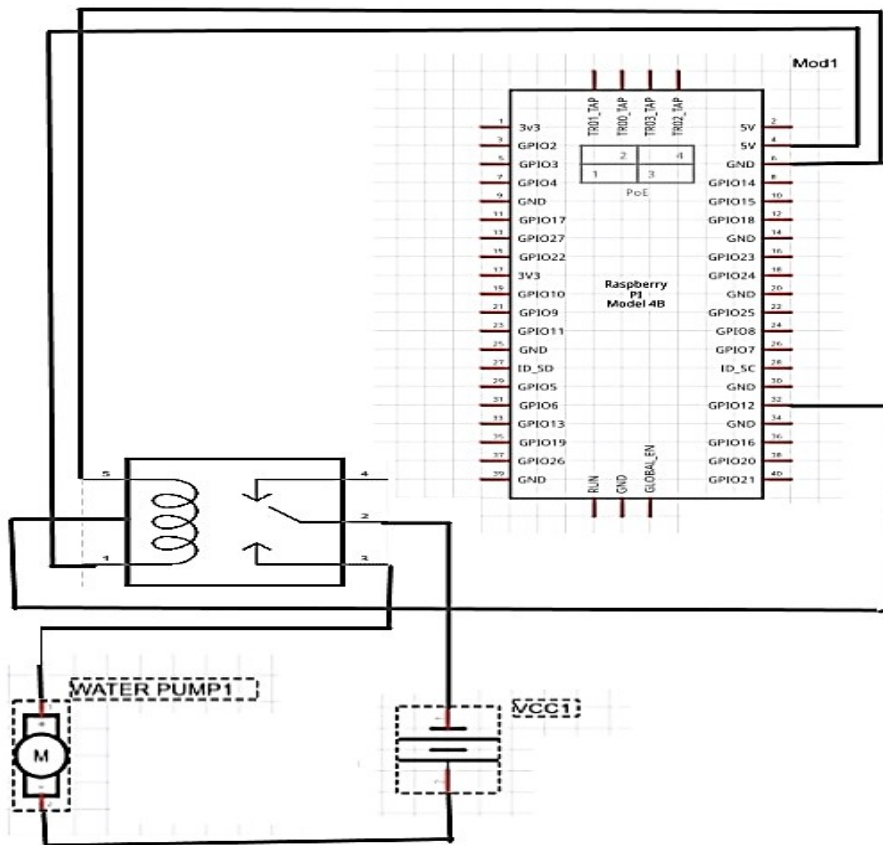 Mod1
TR01_TAP
TR00_TAP
TR03_TAP
TR02_TAP
1 3v3 5V 2
3 GPIO2 5V 4
5 GPIO3 GND 6
7 GPIO4 GPIO14 8
9 GND GPIO15 10
11 GPIO17 GPIO18 12
13 GPIO27 GND 14
15 GPIO22 GPIO23 16
17 3V3 GPIO24 18
19 GPIO10 GND 20
21 GPIO9 GPIO25 22
23 GPIO11 GPIO8 24
25 GND GPIO7 26
27 ID_SD ID_SC 28
29 GPIO5 GND 30
31 GPIO6 GPIO12 32
33 GPIO13 GND 34
35 GPIO19 GPIO16 36
37 GPIO26 GPIO20 38
39 GND GPIO21 40
2 4
1 3
PoE
Raspberry
PI
Model 4B
RUN
GND
GLOBAL_EN
5 4
2
3
WATER PUMP1
M
VCC1